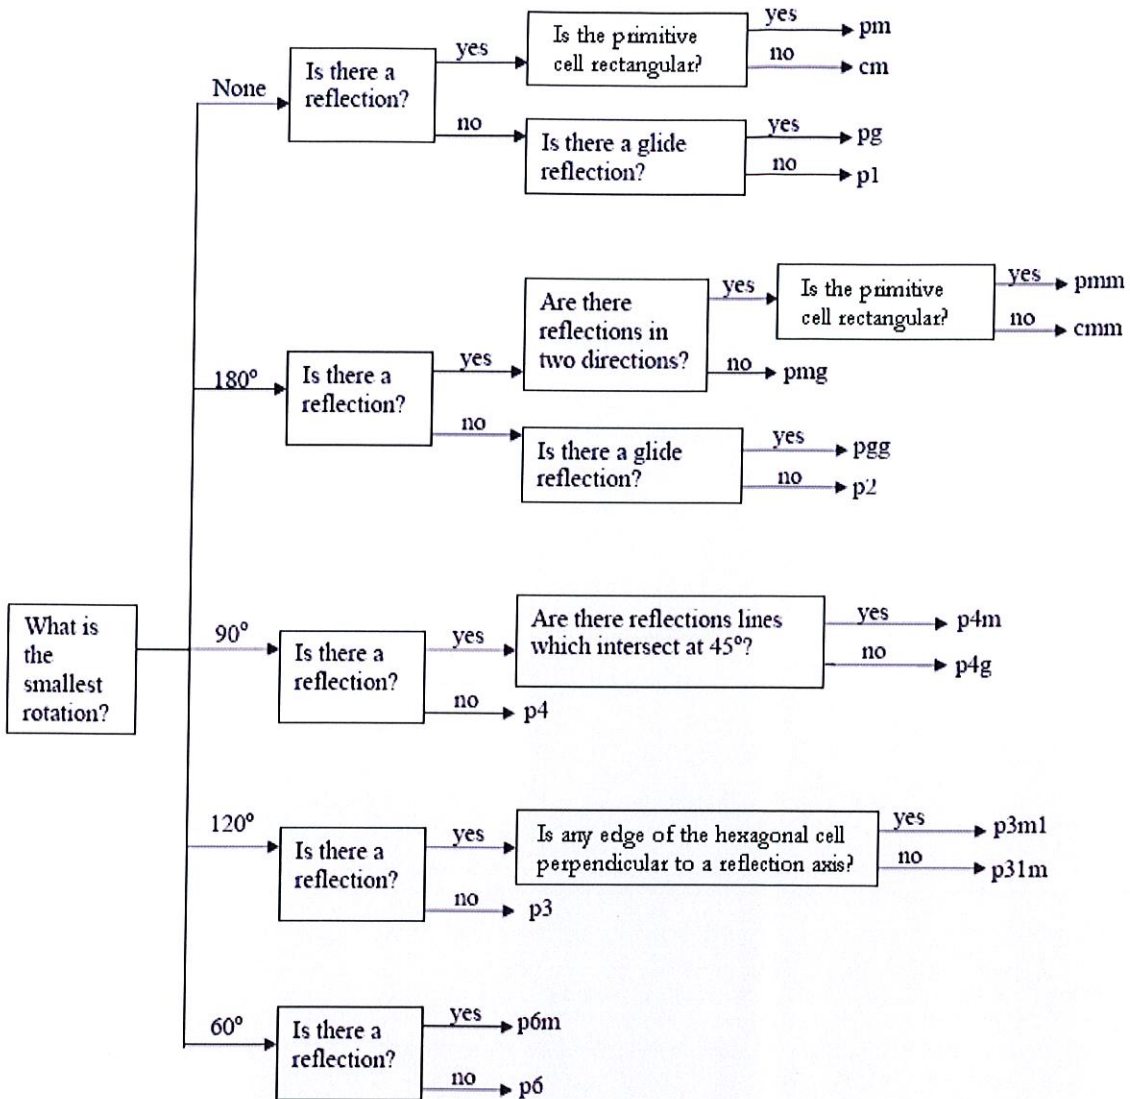 What is
the
smallest
rotation?
None
Is there a
reflection?
yes
Is the primitive
cell rectangular?
yes
pm
no
cm
no
Is there a glide
reflection?
yes
pg
no
p1
180º
Is there a
reflection?
yes
Are there
reflections in
two directions?
yes
Is the primitive
cell rectangular?
yes
pmm
no
cmm
no
pmg
no
Is there a glide
reflection?
yes
pgg
no
p2
90º
Is there a
reflection?
yes
Are there reflections lines
which intersect at 45º?
yes
p4m
no
p4g
no
p4
120º
Is there a
reflection?
yes
Is any edge of the hexagonal cell
perpendicular to a reflection axis?
yes
p3m1
no
p31m
no
p3
60º
Is there a
reflection?
yes
p6m
no
p6